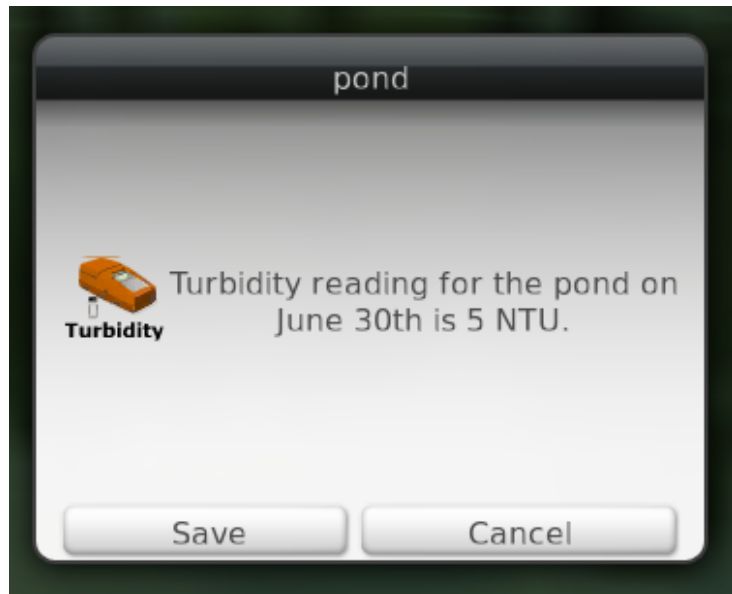 pond
Turbidity reading for the pond on
June 30th is 5 NTU.
Turbidity
Save
Cancel